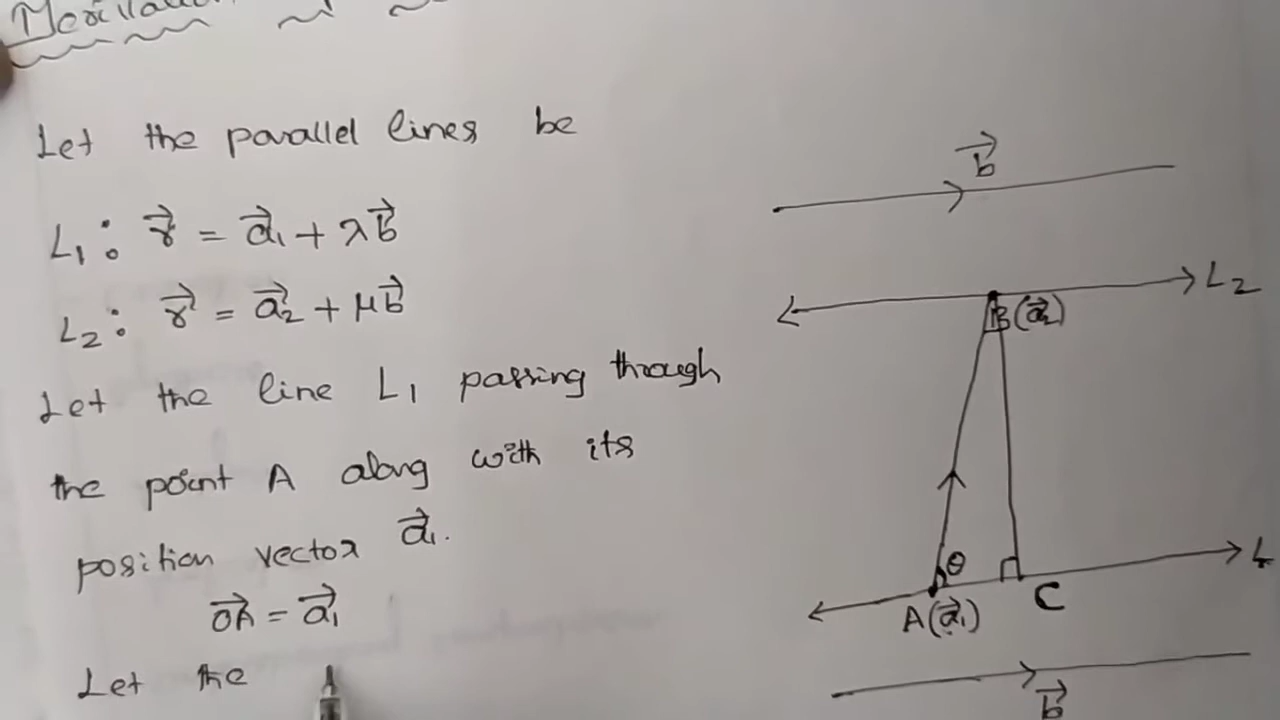 Let the parallel lines be
L₁: r⃗ = a⃗₁ + λb⃗
L₂: r⃗ = a⃗₂ + μb⃗
Let the line L₁ passing through
the point A along with its
position vector a⃗₁.
O⃗A = a⃗₁
Let the
b⃗
L₂
B(a⃗₂)
θ
A(a⃗₁)
C
b⃗